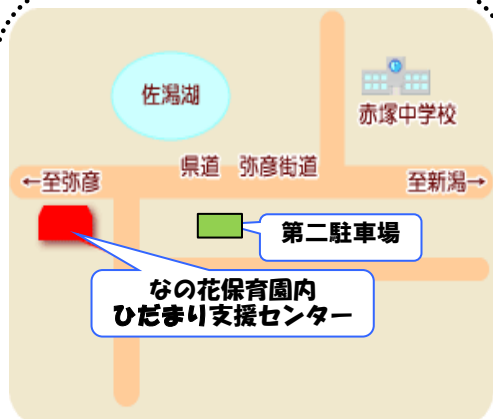 佐潟湖
赤塚中学校
県道 弥彦街道
←至弥彦
至新潟→
第二駐車場
なの花保育園内
ひだまり支援センター